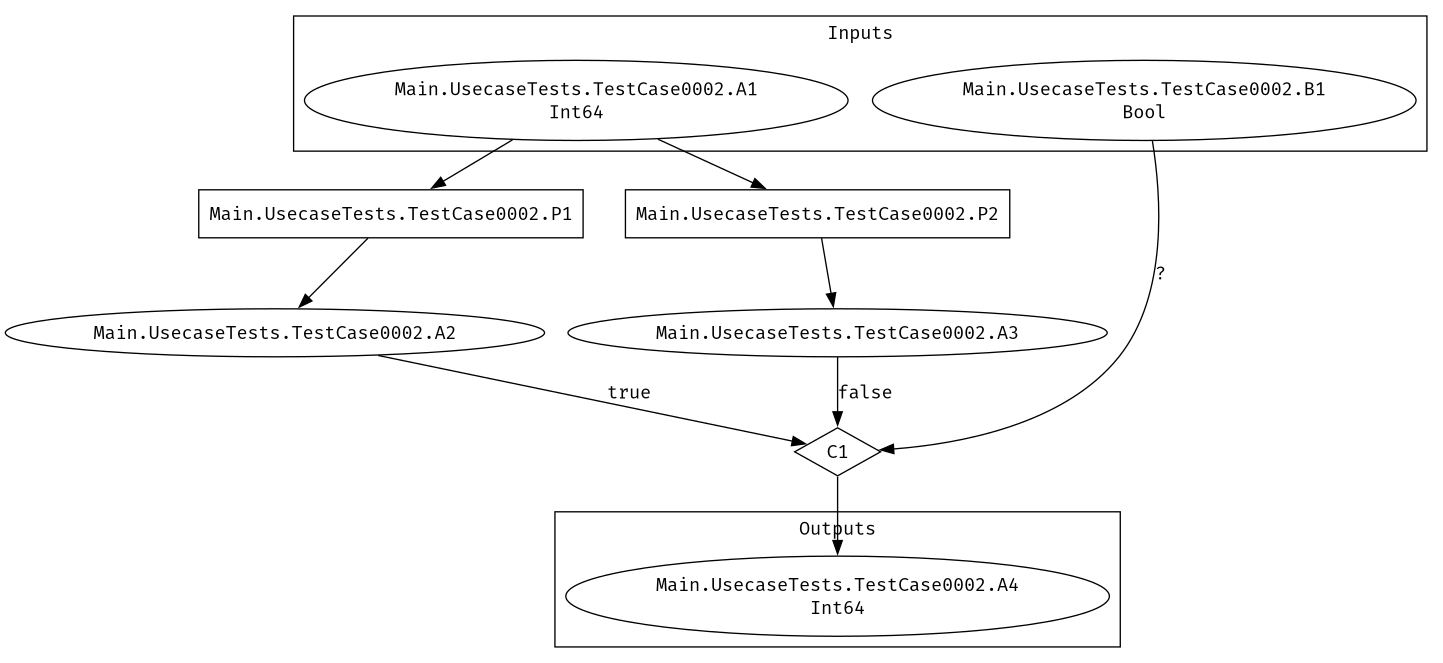 Inputs
Main.UsecaseTests.TestCase0002.A1
Int64
Main.UsecaseTests.TestCase0002.B1
Bool
Main.UsecaseTests.TestCase0002.P1
Main.UsecaseTests.TestCase0002.P2
?
Main.UsecaseTests.TestCase0002.A2
Main.UsecaseTests.TestCase0002.A3
true
false
C1
Outputs
Main.UsecaseTests.TestCase0002.A4
Int64